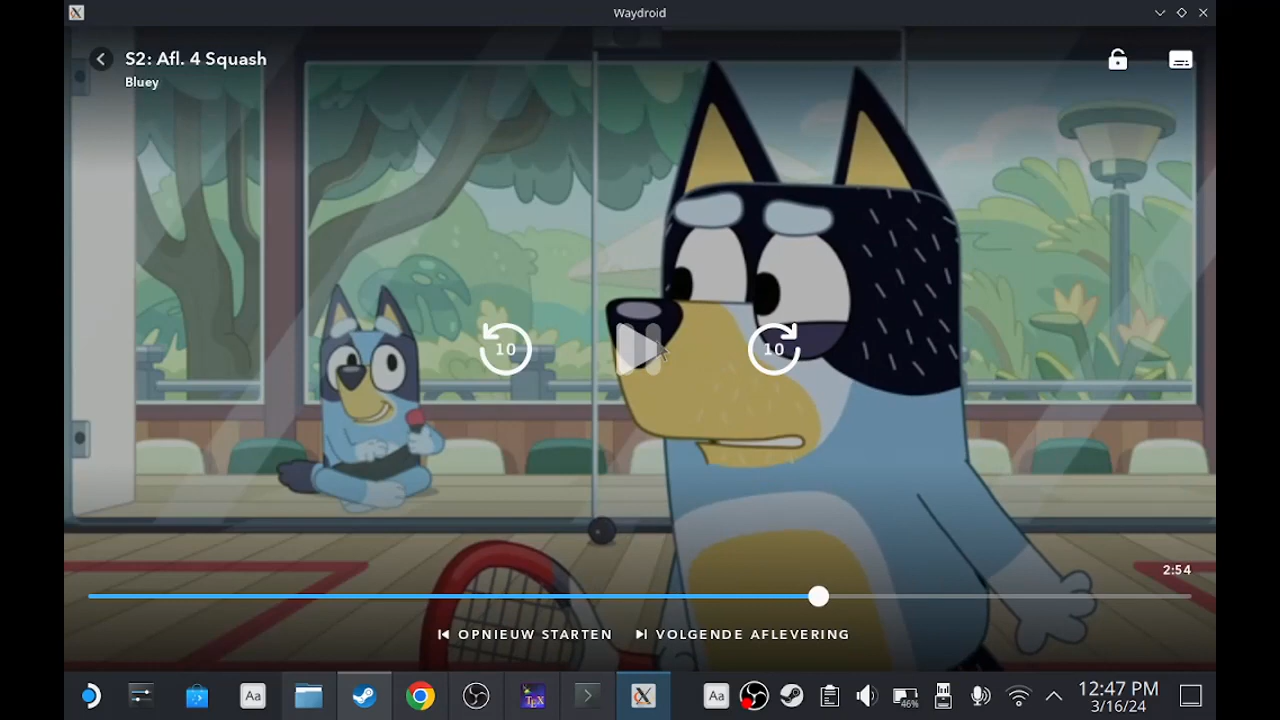 Waydroid
S2: Afl. 4 Squash
Bluey
10
10
2:54
OPNIEUW STARTEN
VOLGENDE AFLEVERING
Aa
TEX
Aa
46%
12:47 PM
3/16/24